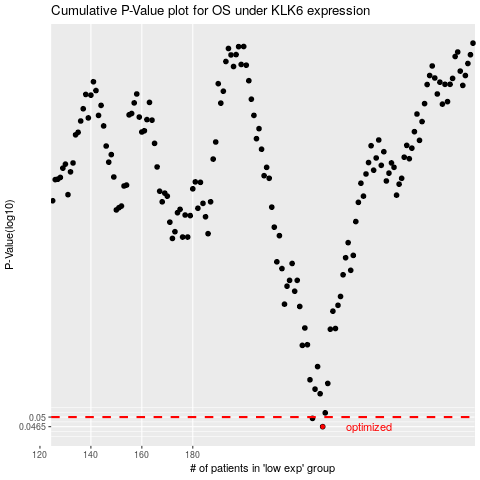 Cumulative P-Value plot for OS under KLK6 expression
P-Value(log10)
0.05
0.0465
optimized
120 140 160 180
# of patients in 'low exp' group